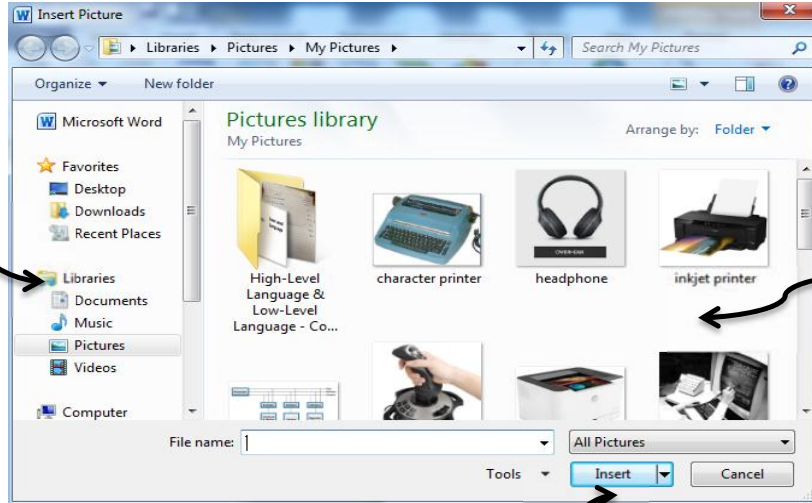 Insert Picture
Libraries ▸ Pictures ▸ My Pictures ▸
Search My Pictures
Organize ▼ New folder
Microsoft Word
Favorites
Desktop
Downloads
Recent Places
Libraries
Documents
Music
Pictures
Videos
Computer
Pictures library
My Pictures
Arrange by: Folder ▼
High-Level
Language &
Low-Level
Language - Co...
character printer
headphone
OVER-EAR
inkjet printer
File name:
All Pictures
Tools ▼
Insert
Cancel